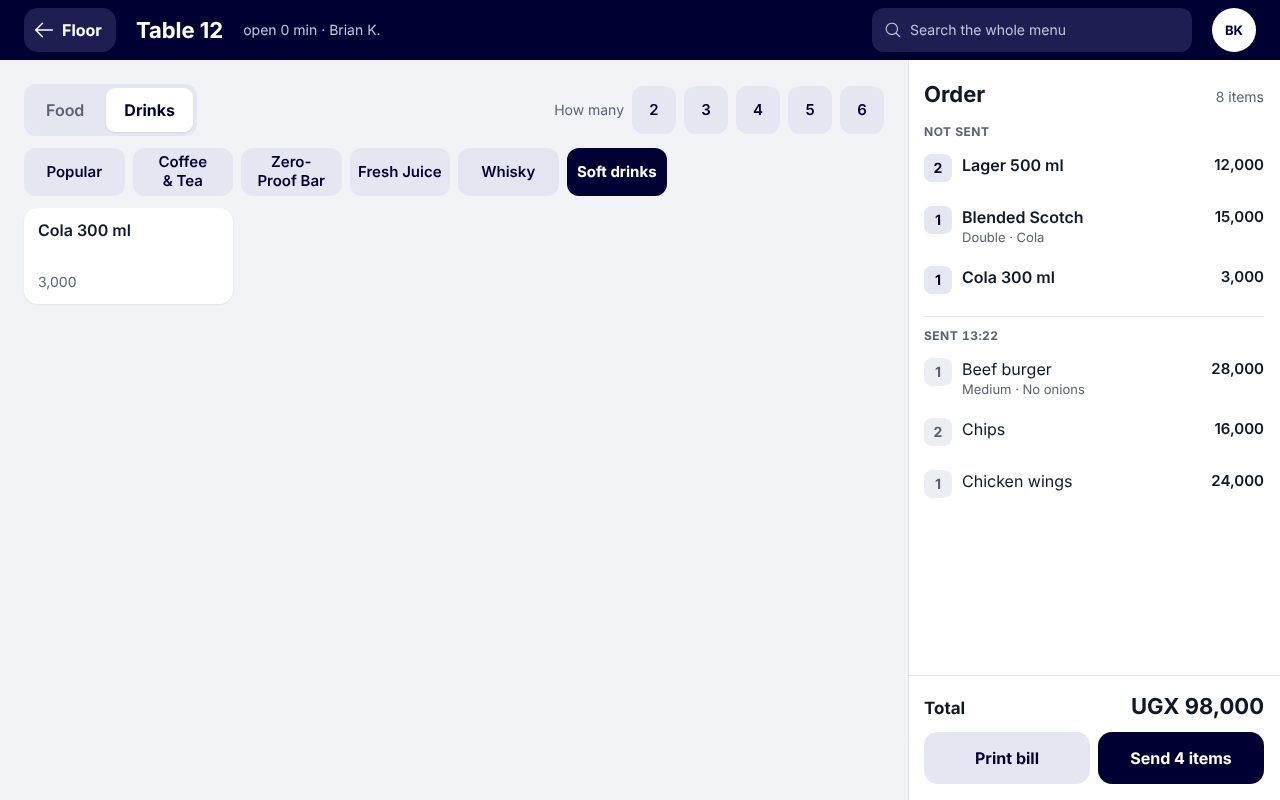 Floor
Table 12
open 0 min · Brian K.
Search the whole menu
BK
Food
Drinks
How many
2
3
4
5
6
Popular
Coffee
& Tea
Zero-
Proof Bar
Fresh Juice
Whisky
Soft drinks
Cola 300 ml
3,000
Order
8 items
NOT SENT
2 Lager 500 ml 12,000
1 Blended Scotch 15,000
Double · Cola
1 Cola 300 ml 3,000
SENT 13:22
1 Beef burger 28,000
Medium · No onions
2 Chips 16,000
1 Chicken wings 24,000
Total UGX 98,000
Print bill
Send 4 items